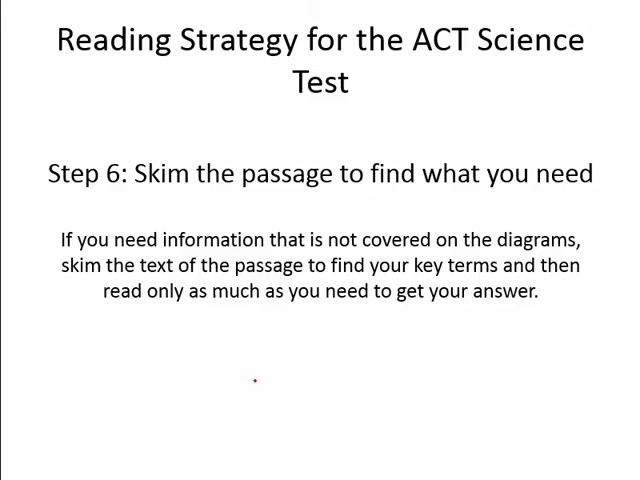 Reading Strategy for the ACT Science
Test
Step 6: Skim the passage to find what you need
If you need information that is not covered on the diagrams,
skim the text of the passage to find your key terms and then
read only as much as you need to get your answer.